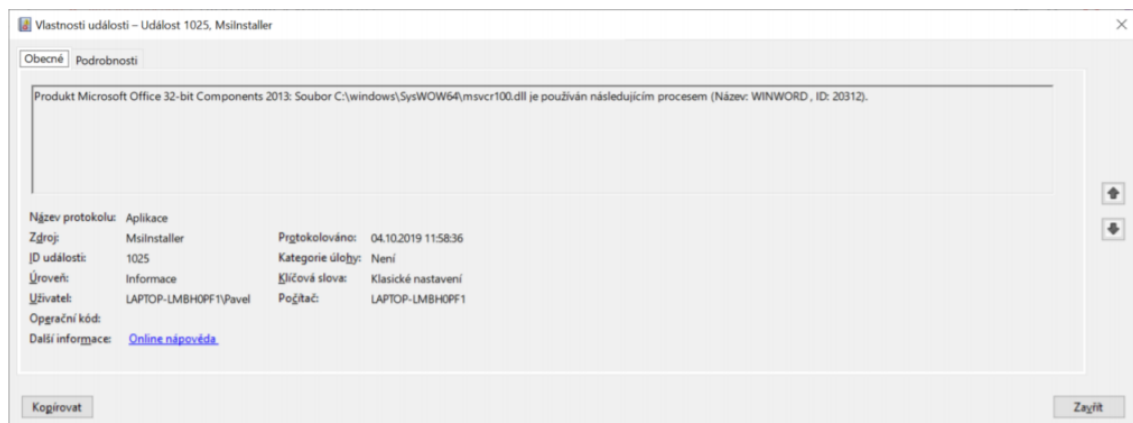 Vlastnosti události – Událost 1025, MsiInstaller
Obecné Podrobnosti
Produkt Microsoft Office 32-bit Components 2013: Soubor C:\windows\SysWOW64\msvcr100.dll je používán následujícím procesem (Název: WINWORD , ID: 20312).
Název protokolu: Aplikace
Zdroj: MsiInstaller Protokolováno: 04.10.2019 11:58:36
ID události: 1025 Kategorie úlohy: Není
Úroveň: Informace Klíčová slova: Klasické nastavení
Uživatel: LAPTOP-LMBH0PF1\Pavel Počítač: LAPTOP-LMBH0PF1
Operační kód:
Další informace: Online nápověda
Kopírovat Zavřít